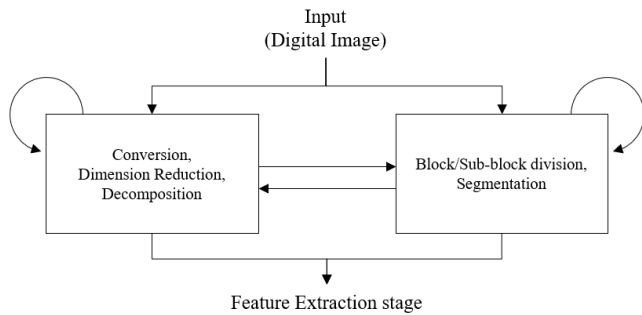 Input
(Digital Image)
Conversion,
Dimension Reduction,
Decomposition
Block/Sub-block division,
Segmentation
Feature Extraction stage